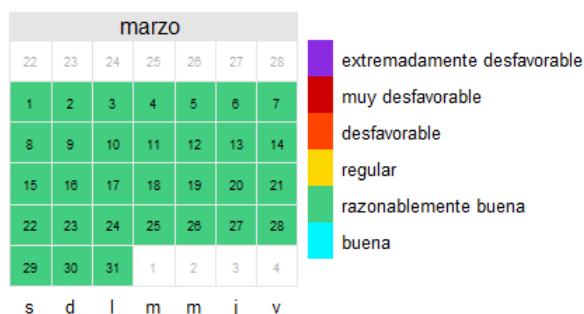 marzo
22 23 24 25 26 27 28
1 2 3 4 5 6 7
8 9 10 11 12 13 14
15 16 17 18 19 20 21
22 23 24 25 26 27 28
29 30 31 1 2 3 4
s d l m m j v
extremadamente desfavorable
muy desfavorable
desfavorable
regular
razonablemente buena
buena